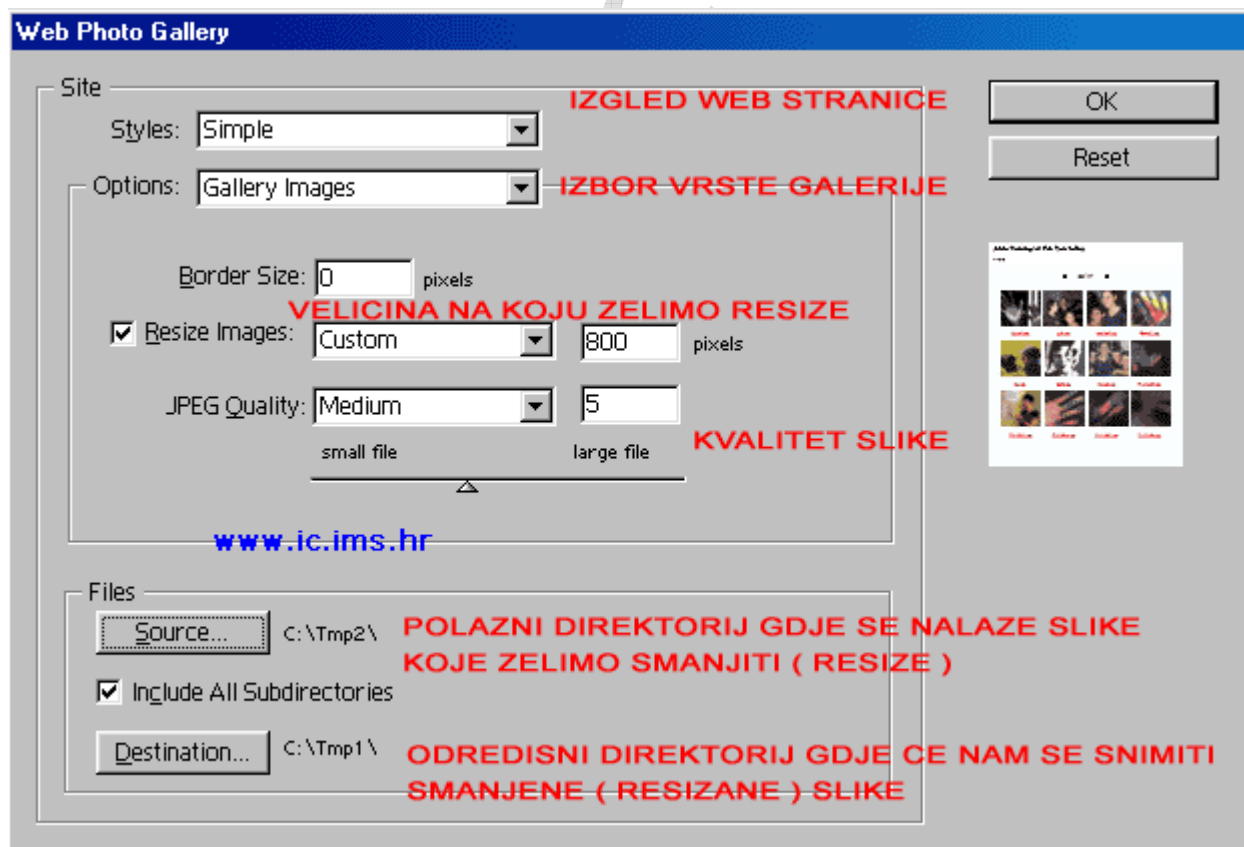 Web Photo Gallery
Site
IZGLED WEB STRANICE
OK
Styles: Simple
Reset
Options: Gallery Images
IZBOR VRSTE GALERIJE
Border Size: 0 pixels
VELICINA NA KOJU ZELIMO RESIZE
Resize Images: Custom 800 pixels
JPEG Quality: Medium 5
KVALITET SLIKE
small file large file
www.ic.ims.hr
Files
Source... C:\Tmp2\ POLAZNI DIREKTORIJ GDJE SE NALAZE SLIKE
KOJE ZELIMO SMANJITI ( RESIZE )
Include All Subdirectories
Destination... C:\Tmp1\ ODREDISNI DIREKTORIJ GDJE CE NAM SE SNIMITI
SMANJENE ( RESIZANE ) SLIKE